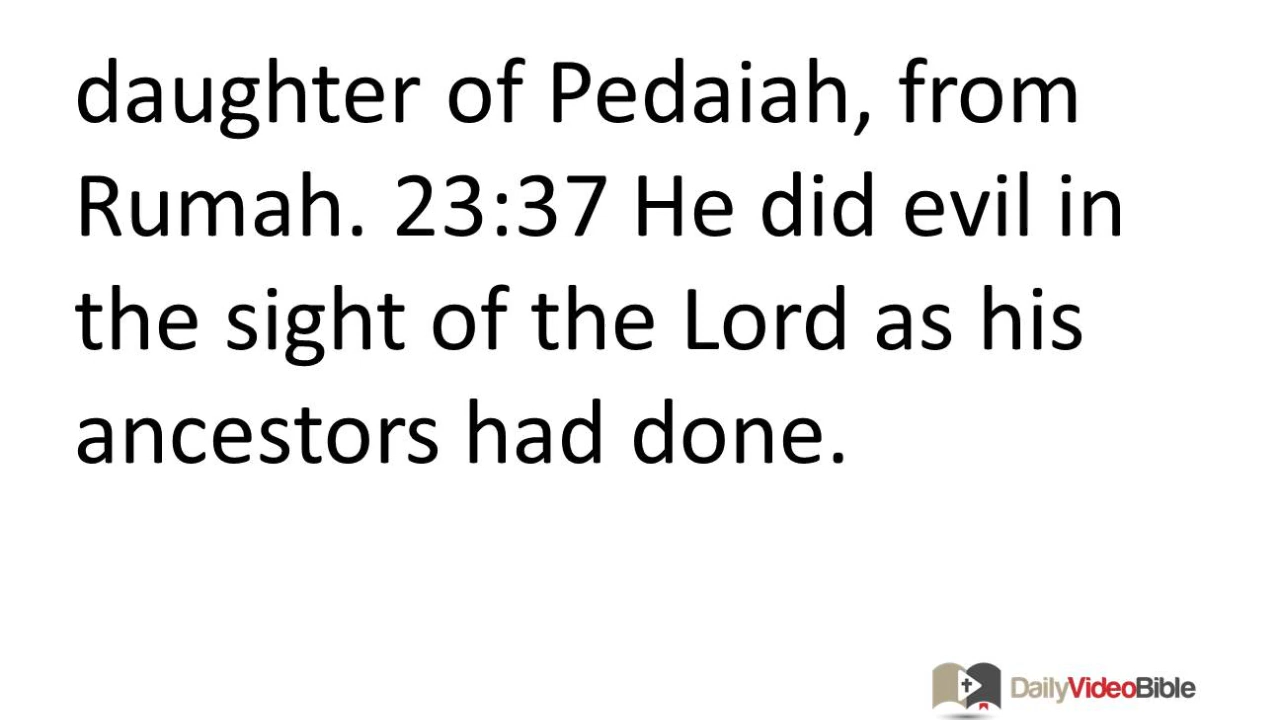 daughter of Pedaiah, from
Rumah. 23:37 He did evil in
the sight of the Lord as his
ancestors had done.
DailyVideoBible